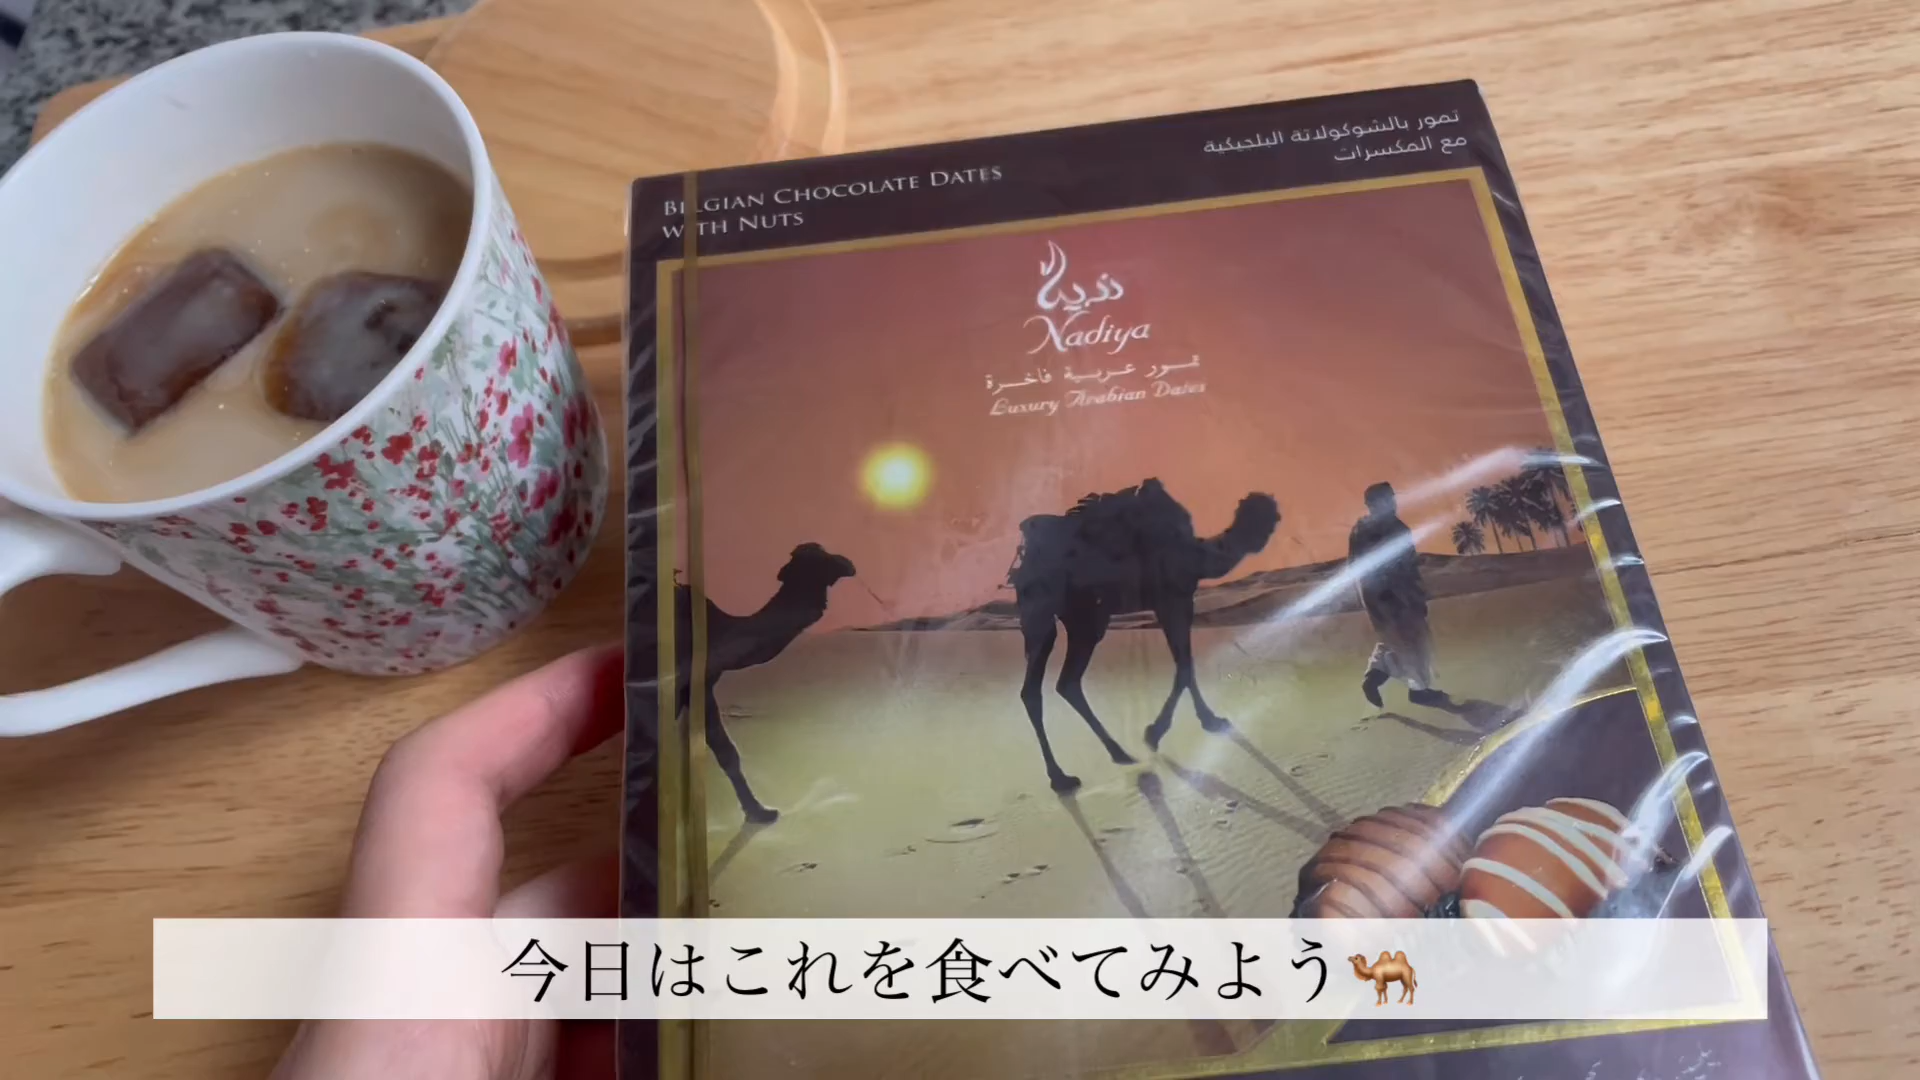 BELGIAN CHOCOLATE DATES
WITH NUTS
تمور بالشوكولاتة البلجيكية
مع المكسرات
نديا
Nadiya
تمور عربية فاخرة
Luxury Arabian Dates
今日はこれを食べてみよう🐫